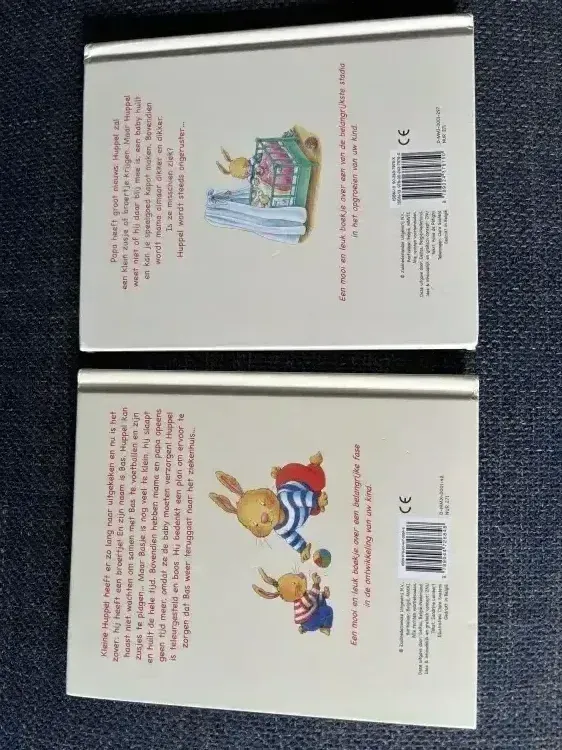 Papa heeft groot nieuws: Huppel zal
een klein zusje of broertje krijgen. Maar Huppel
weet niet of hij daar blij mee is; een baby huilt
en kan je speelgoed kapot maken. Bovendien
wordt mama almaar dikker en dikker.
Is ze misschien ziek?
Huppel wordt steeds ongeruster...
Een mooi en leuk boekje over een van de belangrijkste stadia
in het opgroeien van uw kind.
CE
Kleine Huppel heeft er zo lang naar uitgekeken en nu is het
zover: hij heeft een broertje! En zijn naam is Bas. Huppel kan
haast niet wachten om samen met Bas te voetballen en zijn
zusjes te plagen... Maar Basje is nog veel te klein, hij slaapt
en huilt de hele tijd. Bovendien hebben mama en papa opeens
geen tijd meer, omdat ze de baby moeten verzorgen! Huppel
is teleurgesteld en boos. Hij bedenkt een plan om ervoor te
zorgen dat Bas weer teruggaat naar het ziekenhuis...
Een mooi en leuk boekje over een belangrijke fase
in de ontwikkeling van uw kind.
CE